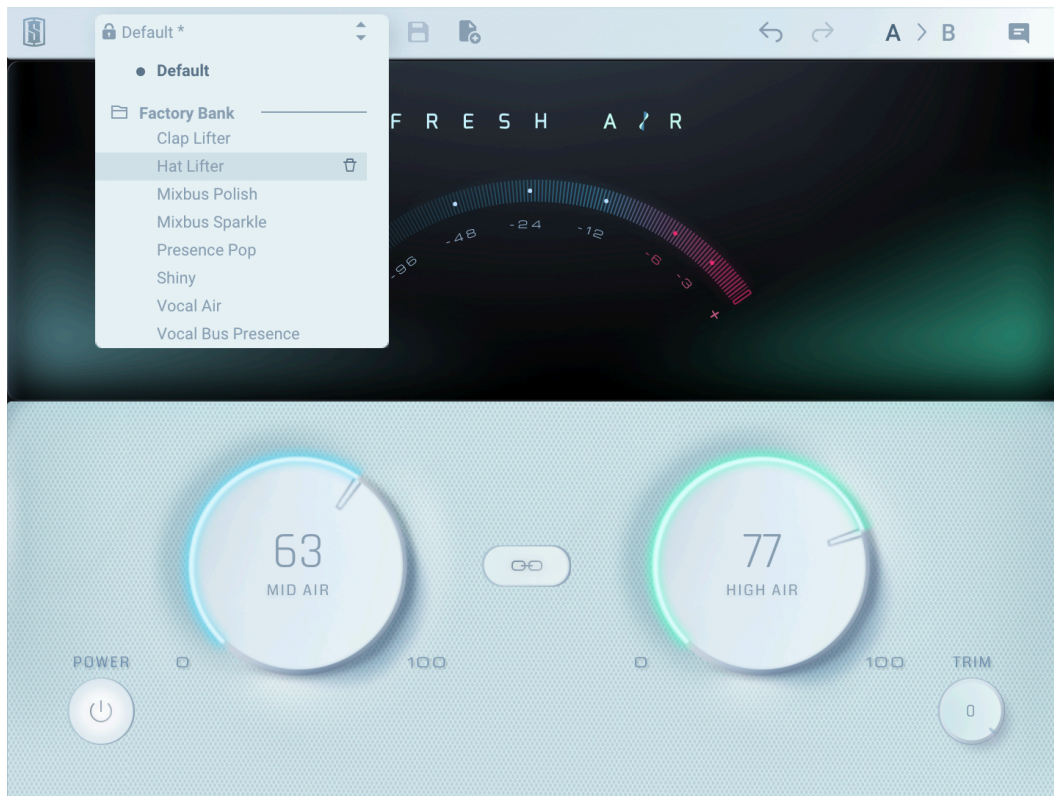 Default *
A > B
Default
Factory Bank
Clap Lifter
Hat Lifter
Mixbus Polish
Mixbus Sparkle
Presence Pop
Shiny
Vocal Air
Vocal Bus Presence
FRESH AIR
-96 -48 -24 -12 -6 -3 +
63
MID AIR
77
HIGH AIR
POWER
0 100
0 100
TRIM
0